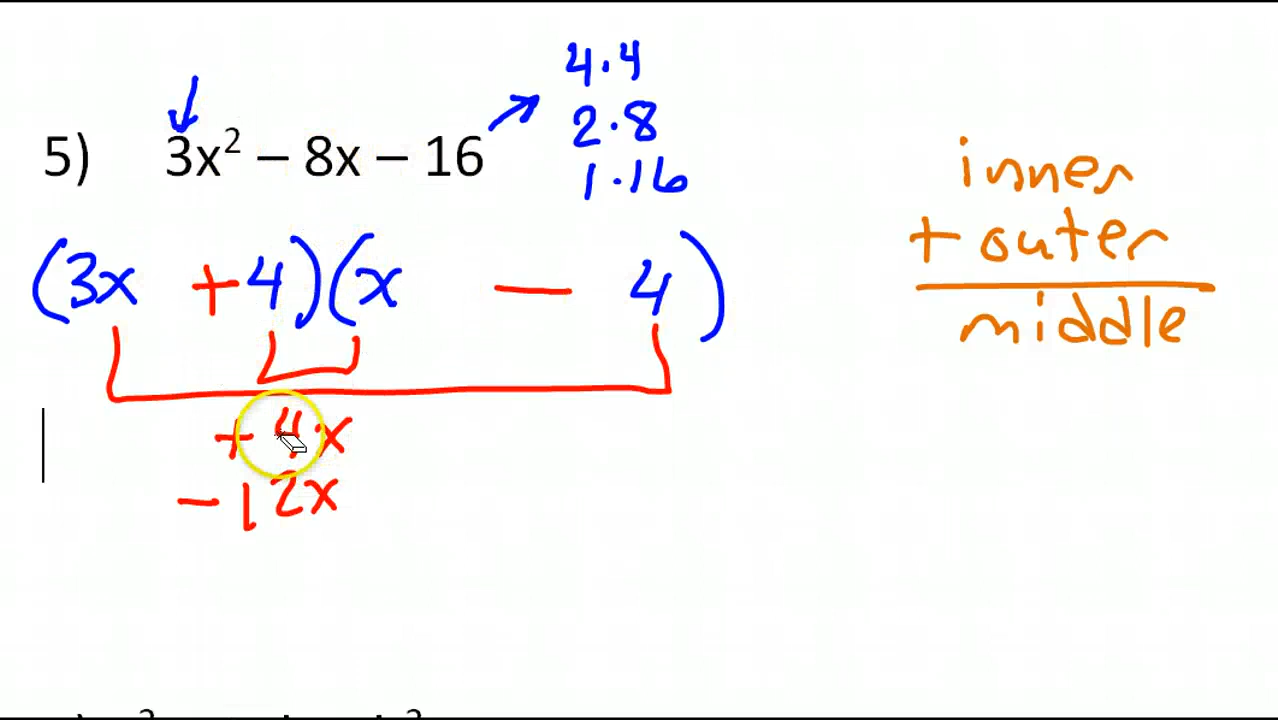 4·4
2·8
1·16
5) 3x² – 8x – 16
(3x +4)(x — 4)
+4x
−12x
inner
+ outer
middle